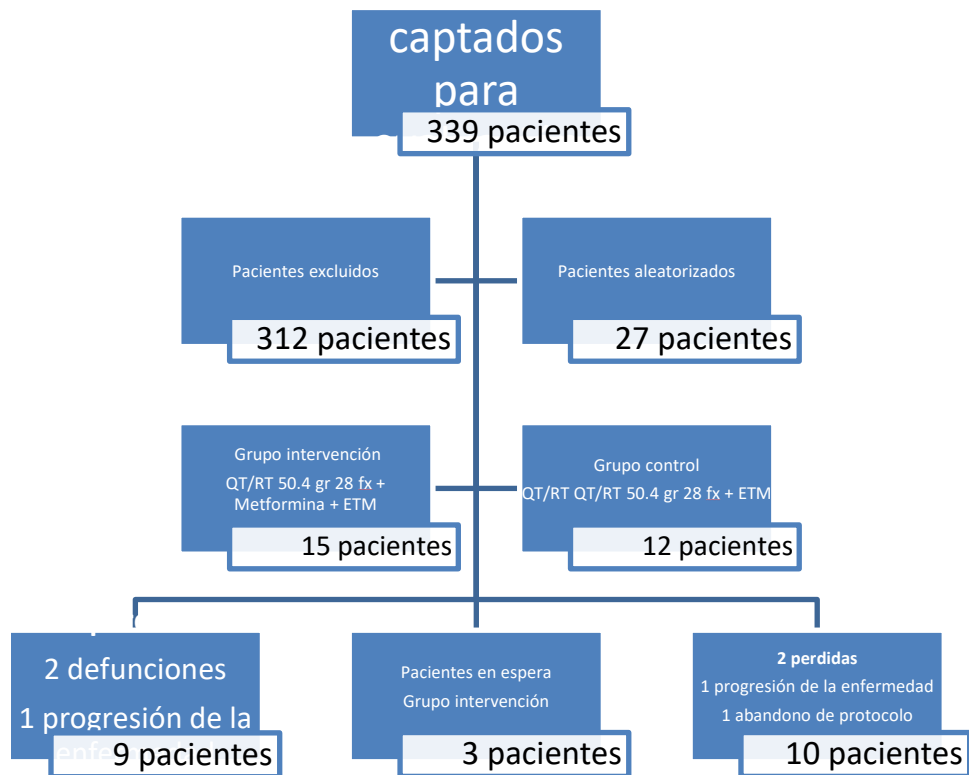 captados
para
339 pacientes
Pacientes excluidos
312 pacientes
Pacientes aleatorizados
27 pacientes
Grupo intervención
QT/RT 50.4 gr 28 fx +
Metformina + ETM
15 pacientes
Grupo control
QT/RT QT/RT 50.4 gr 28 fx + ETM
12 pacientes
2 defunciones
1 progresión de la
9 pacientes
Pacientes en espera
Grupo intervención
3 pacientes
2 perdidas
1 progresión de la enfermedad
1 abandono de protocolo
10 pacientes